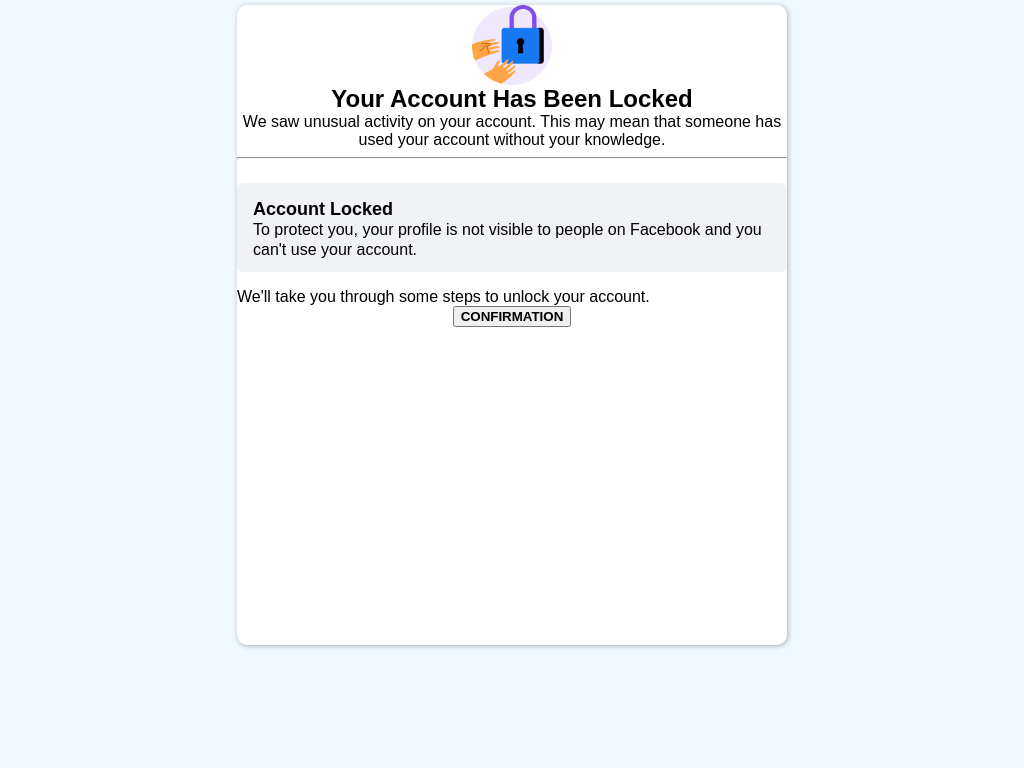 Your Account Has Been Locked
We saw unusual activity on your account. This may mean that someone has
used your account without your knowledge.
Account Locked
To protect you, your profile is not visible to people on Facebook and you
can't use your account.
We'll take you through some steps to unlock your account.
CONFIRMATION